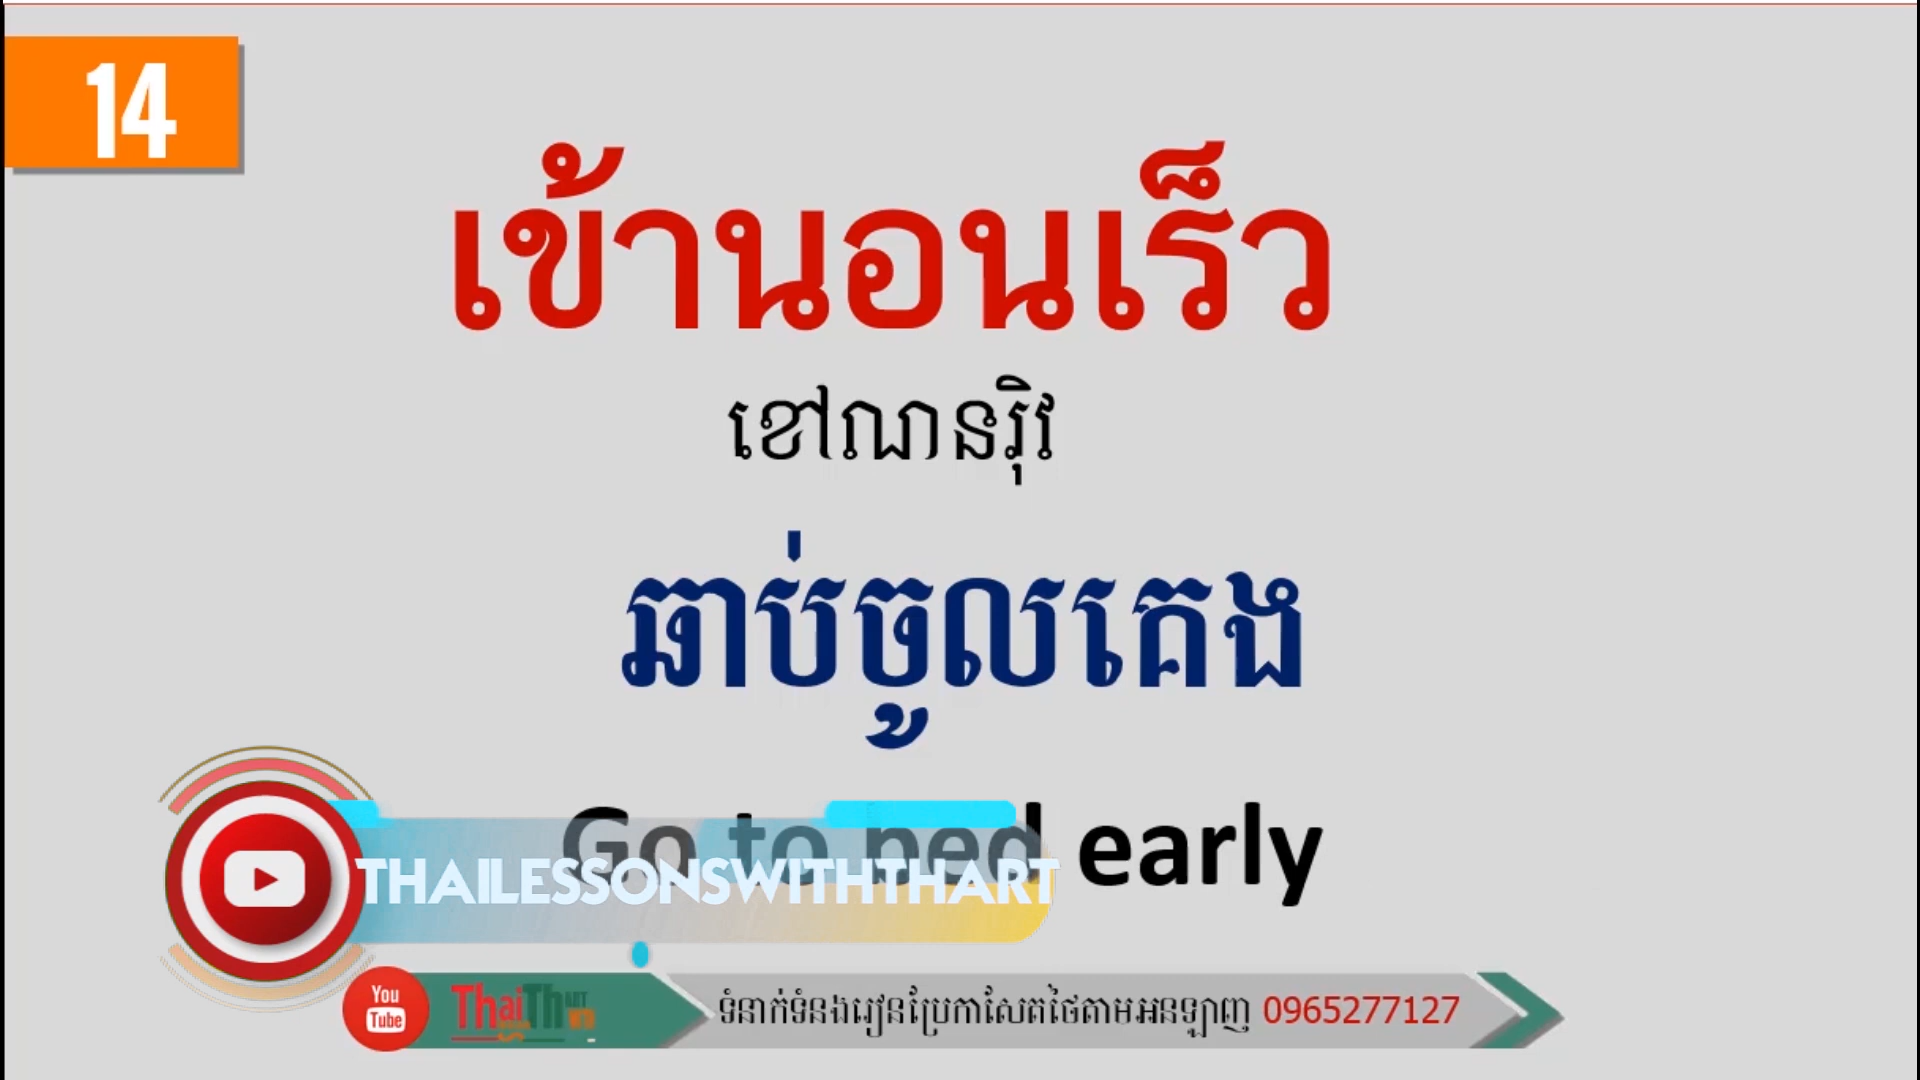 14
เข้านอนเร็ว
ខៅណនរ៉ិវ
ឆាប់ចូលគេង
Go to bed early
THAILESSONSWITHTHART
You
Tube
ទំនាក់ទំនងរៀនប្រែកាសែតថៃតាមអនឡាញ 0965277127